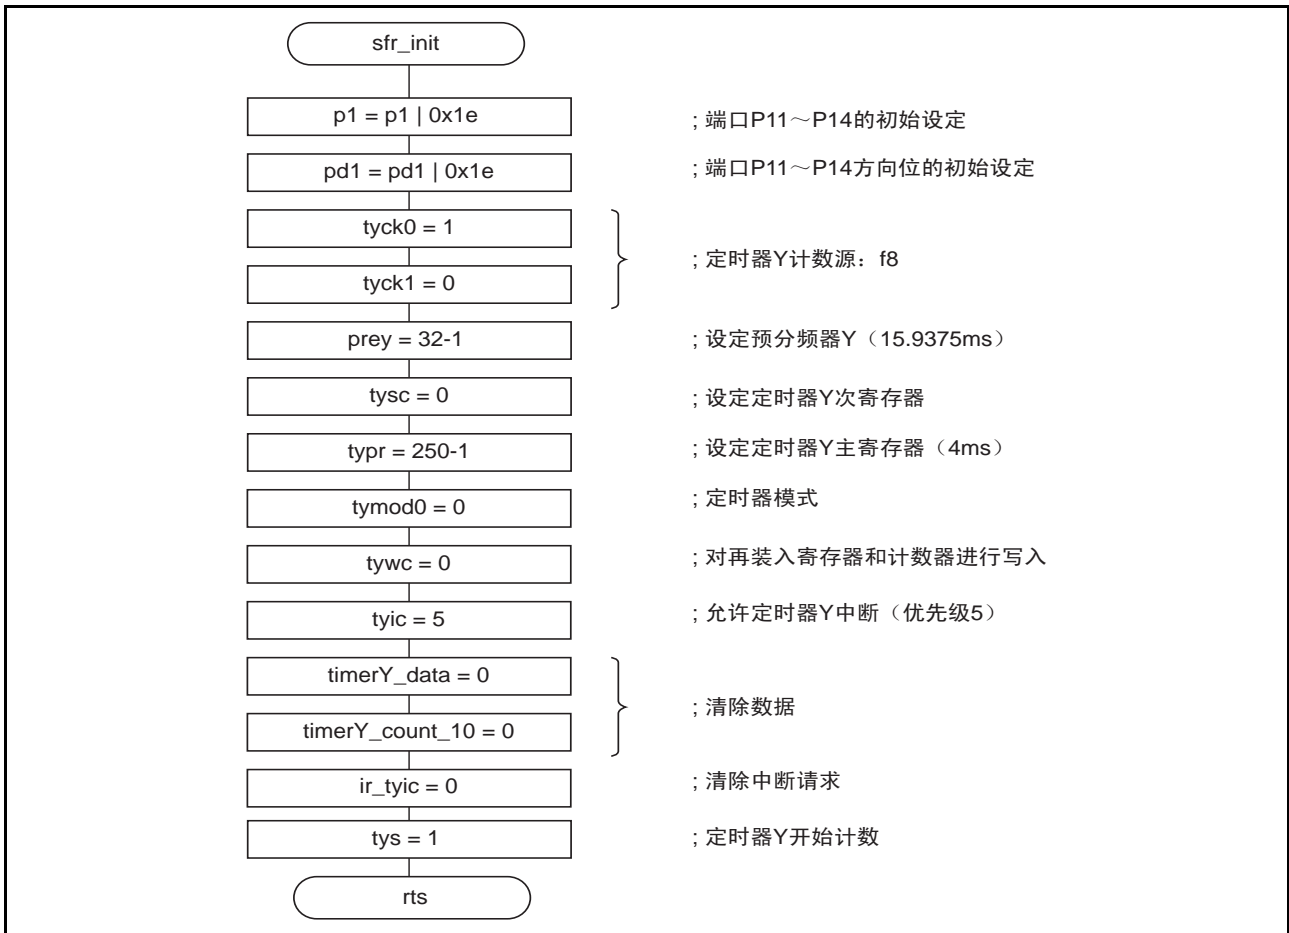 sfr_init
p1 = p1 | 0x1e ; 端口P11～P14的初始设定
pd1 = pd1 | 0x1e ; 端口P11～P14方向位的初始设定
tyck0 = 1
; 定时器Y计数源：f8
tyck1 = 0
prey = 32-1 ; 设定预分频器Y（15.9375ms）
tysc = 0 ; 设定定时器Y次寄存器
typr = 250-1 ; 设定定时器Y主寄存器（4ms）
tymod0 = 0 ; 定时器模式
tywc = 0 ; 对再装入寄存器和计数器进行写入
tyic = 5 ; 允许定时器Y中断（优先级5）
timerY_data = 0
; 清除数据
timerY_count_10 = 0
ir_tyic = 0 ; 清除中断请求
tys = 1 ; 定时器Y开始计数
rts